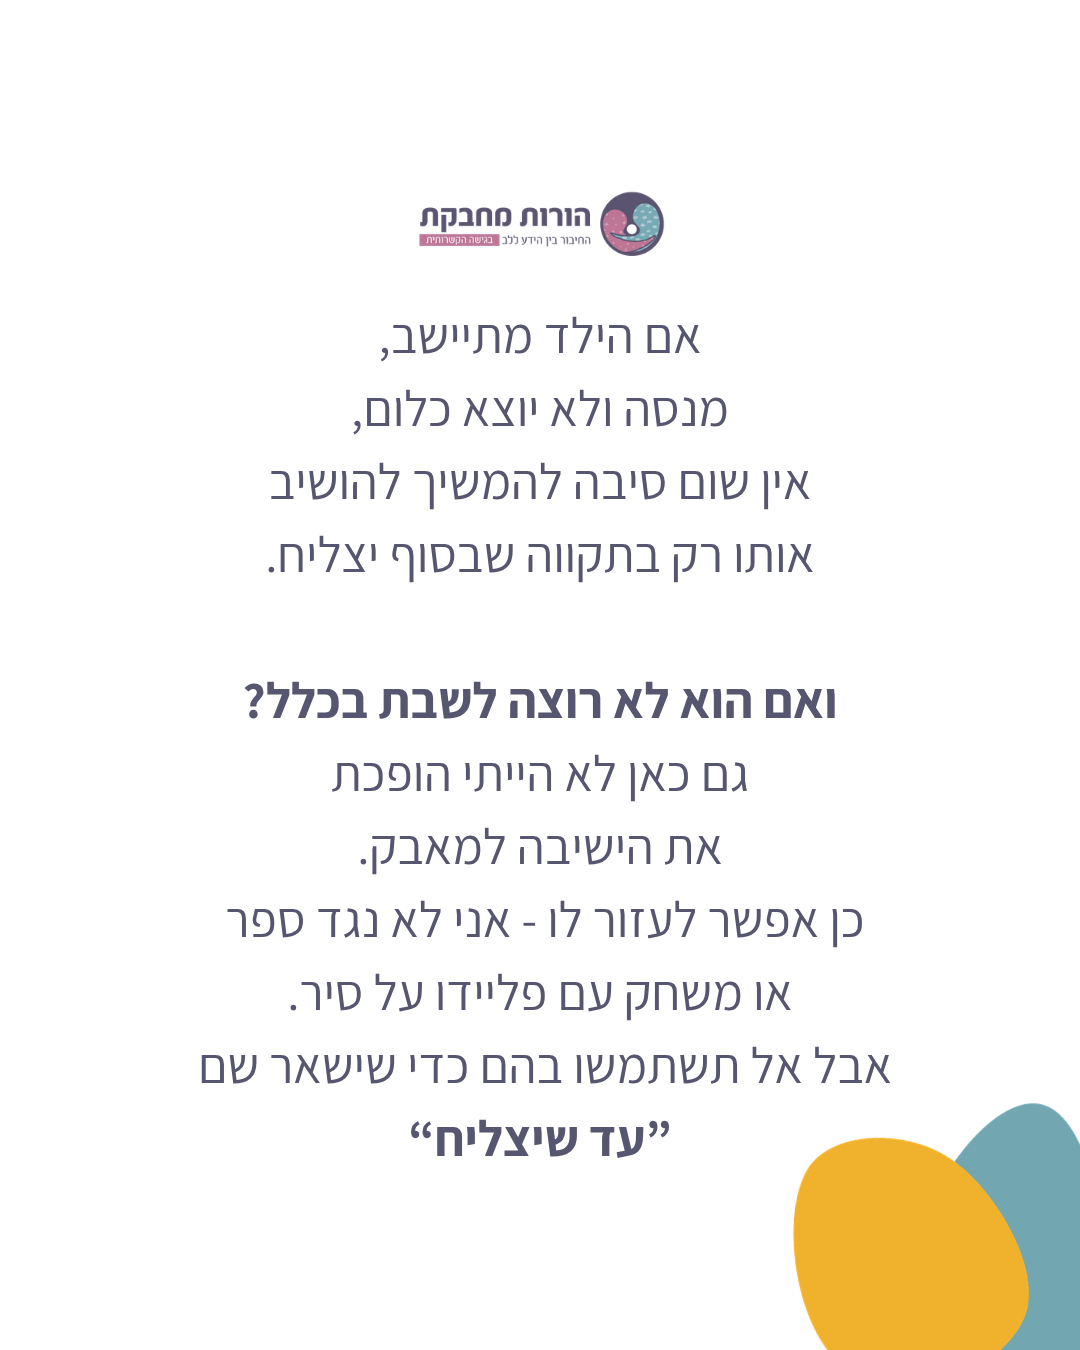 הורות מחבקת
החיבור בין הידע ללב בגישה הקשרותית
אם הילד מתיישב,
מנסה ולא יוצא כלום,
אין שום סיבה להמשיך להושיב
אותו רק בתקווה שבסוף יצליח.
ואם הוא לא רוצה לשבת בכלל?
גם כאן לא הייתי הופכת
את הישיבה למאבק.
כן אפשר לעזור לו - אני לא נגד ספר
או משחק עם פליידו על סיר.
אבל אל תשתמשו בהם כדי שישאר שם
”עד שיצליח“